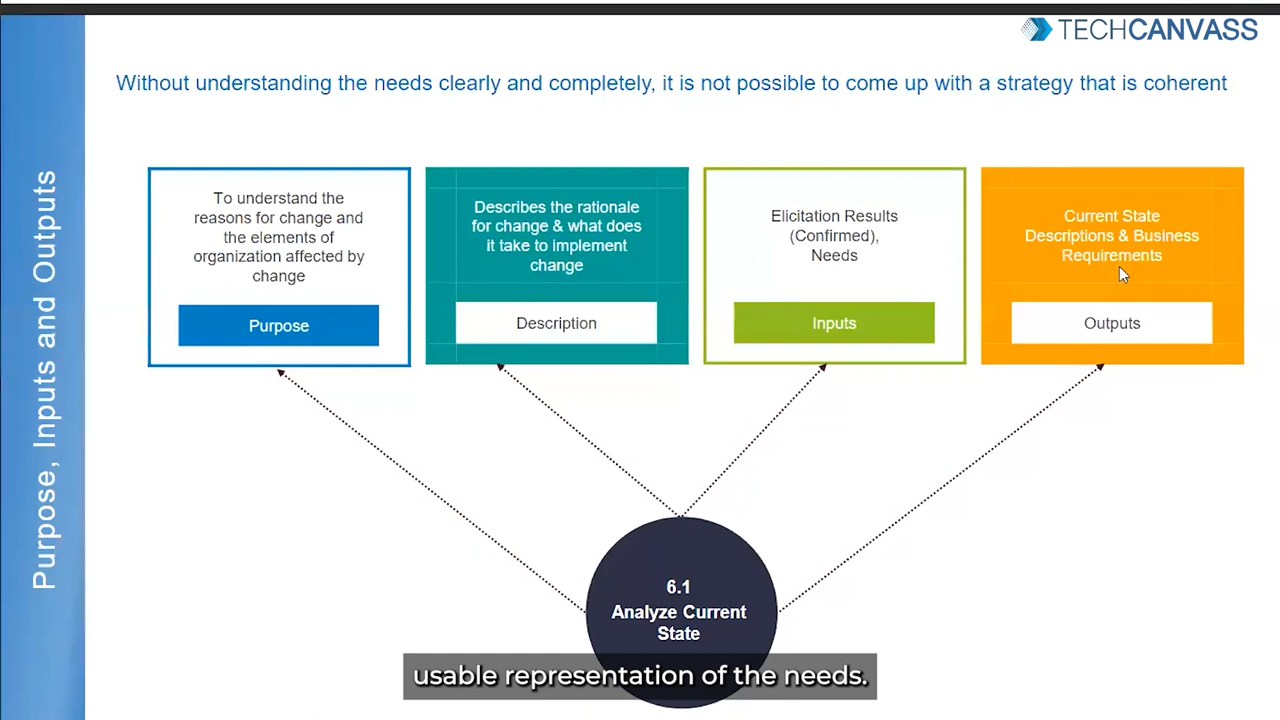 TECHCANVASS
Without understanding the needs clearly and completely, it is not possible to come up with a strategy that is coherent
Purpose, Inputs and Outputs
To understand the
reasons for change and
the elements of
organization affected by
change
Purpose
Describes the rationale
for change & what does
it take to implement
change
Description
Elicitation Results
(Confirmed),
Needs
Inputs
Current State
Descriptions & Business
Requirements
Outputs
6.1
Analyze Current
State
usable representation of the needs.